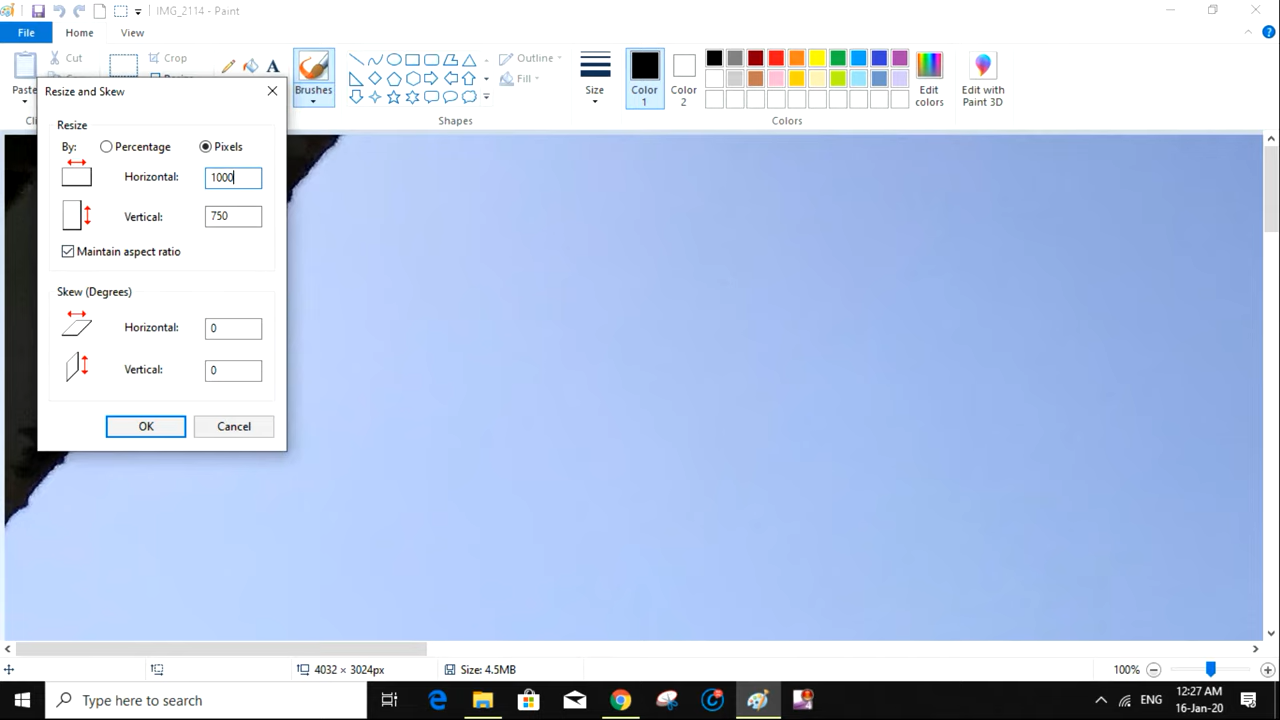 IMG_2114 - Paint
File
Home
View
Paste
Cut
Crop
A
Brushes
Outline
Fill
Size
Color
1
Color
2
Edit
colors
Edit with
Paint 3D
Shapes
Colors
Resize and Skew
Resize
By:
Percentage
Pixels
Horizontal:
1000
Vertical:
750
Maintain aspect ratio
Skew (Degrees)
Horizontal:
0
Vertical:
0
OK
Cancel
4032 × 3024px
Size: 4.5MB
100%
Type here to search
ENG
12:27 AM
16-Jan-20